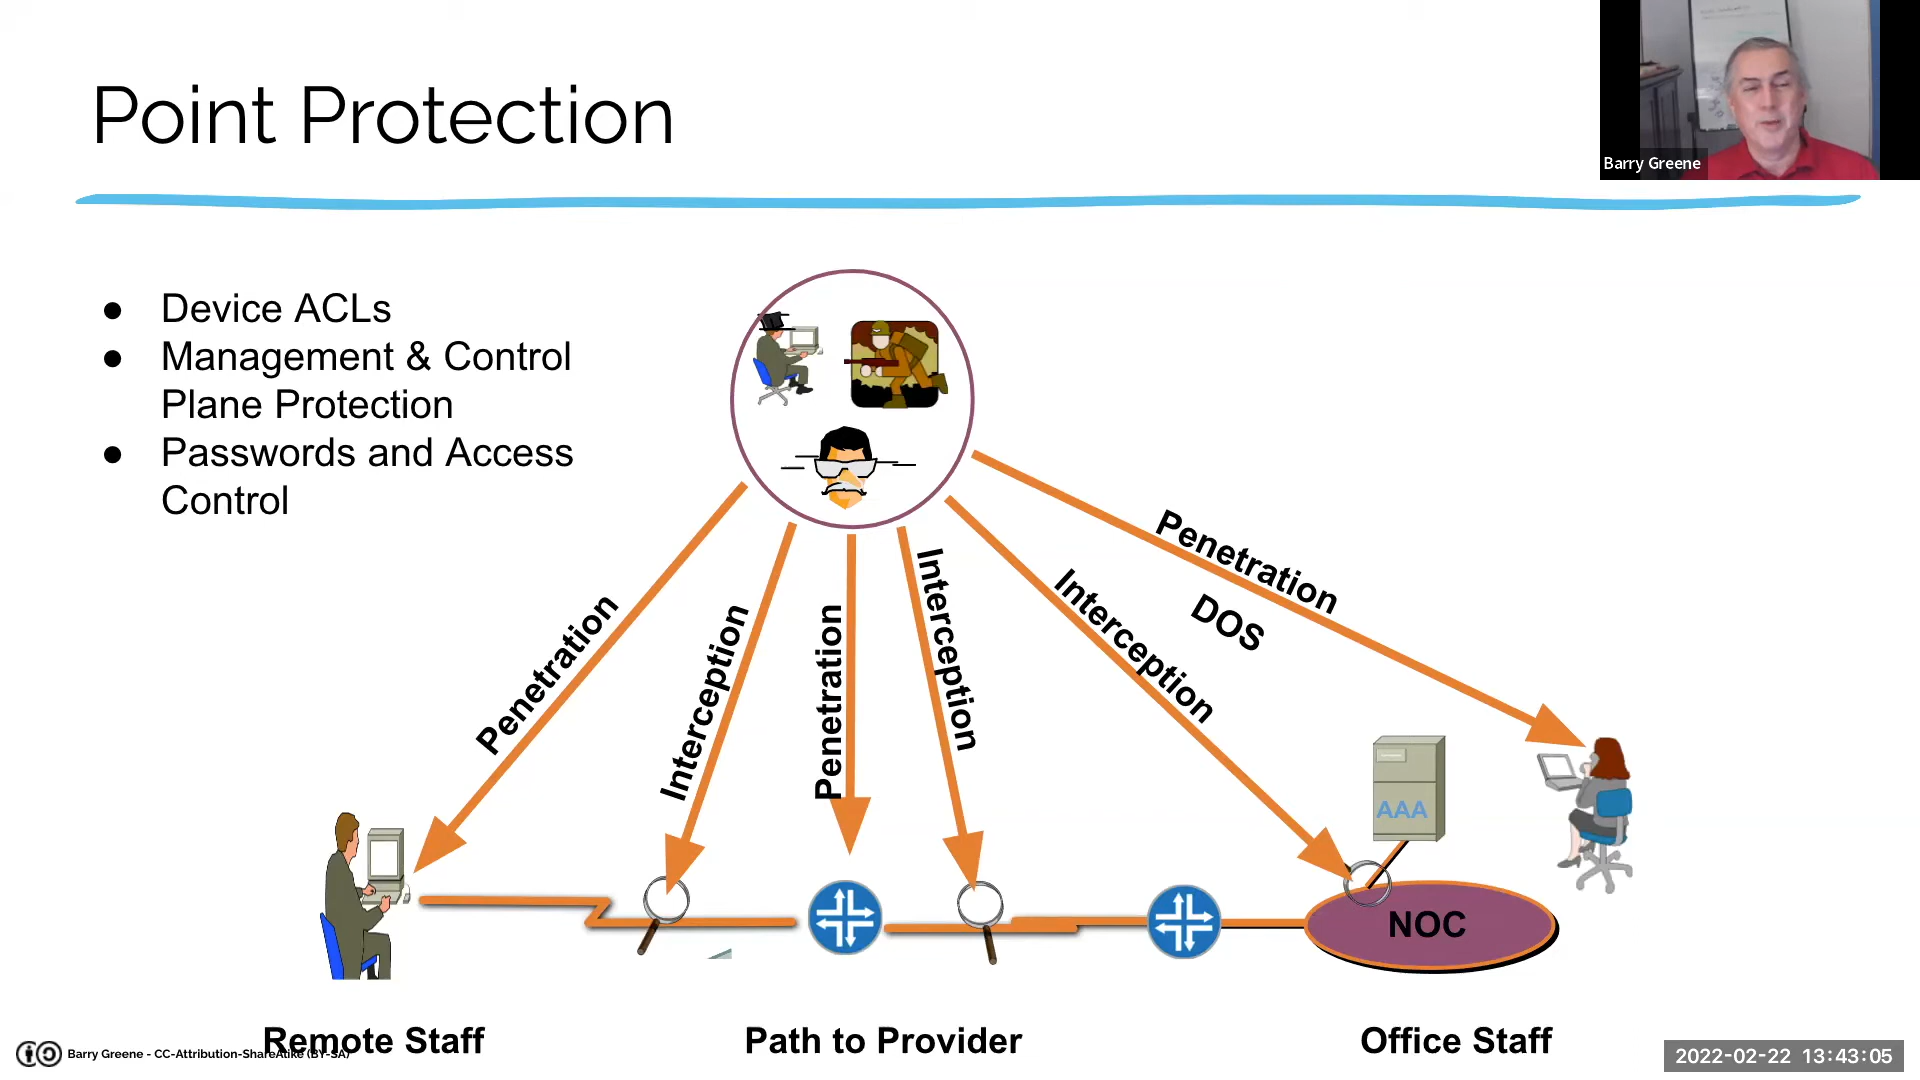 Point Protection
Barry Greene
● Device ACLs
● Management & Control
Plane Protection
● Passwords and Access
Control
Penetration
Interception
Penetration
Interception
Interception
Penetration
DOS
AAA
NOC
Remote Staff
Path to Provider
Office Staff
Barry Greene - CC-Attribution-ShareAlike (BY-SA)
2022-02-22 13:43:05